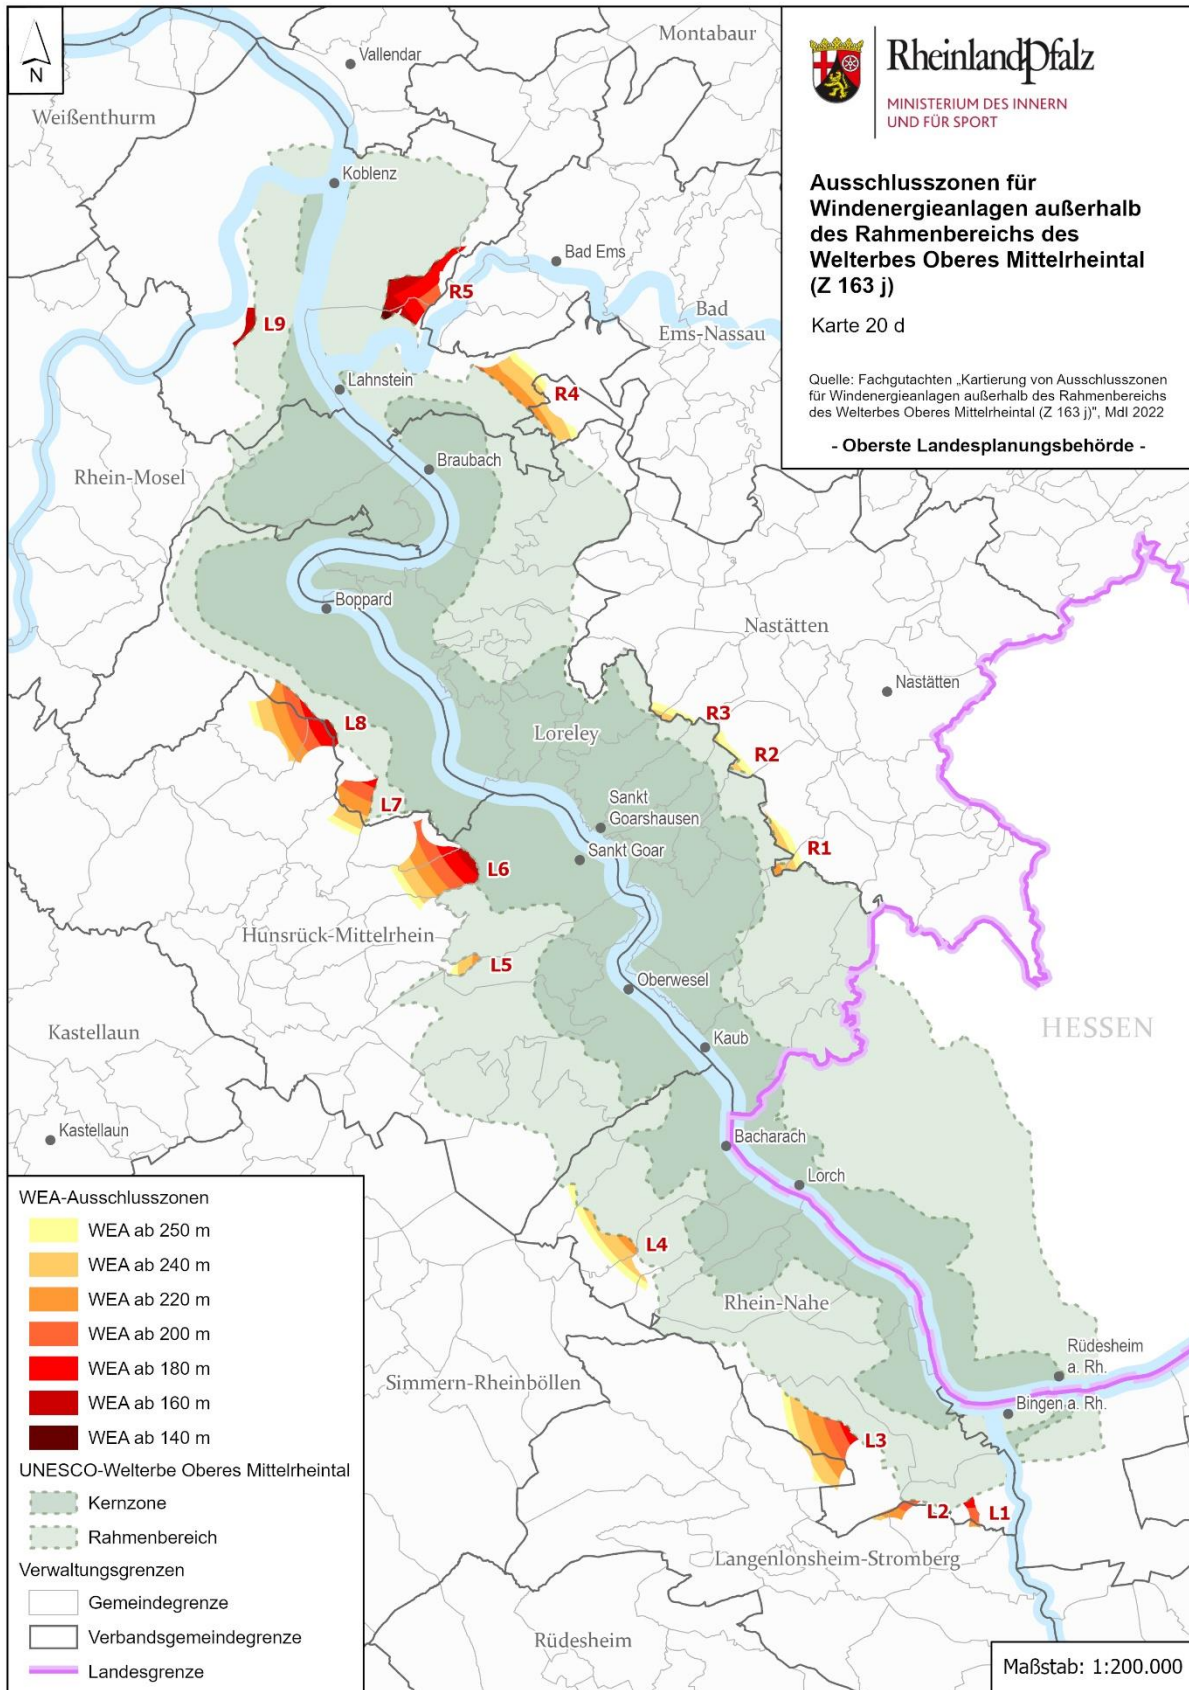 N
Montabaur
Vallendar
Weißenthurm
Koblenz
RheinlandPfalz
MINISTERIUM DES INNERN
UND FÜR SPORT
Ausschlusszonen für
Windenergieanlagen außerhalb
des Rahmenbereichs des
Welterbes Oberes Mittelrheintal
(Z 163 j)
Karte 20 d
Quelle: Fachgutachten „Kartierung von Ausschlusszonen
für Windenergieanlagen außerhalb des Rahmenbereichs
des Welterbes Oberes Mittelrheintal (Z 163 j)", MdI 2022
- Oberste Landesplanungsbehörde -
Bad Ems
R5
Bad
Ems-Nassau
L9
Lahnstein
R4
Braubach
Rhein-Mosel
Boppard
Nastätten
Nastätten
L8
Loreley
R3
R2
L7
Sankt
Goarshausen
R1
Sankt Goar
L6
Hunsrück-Mittelrhein
L5
Oberwesel
Kastellaun
Kaub
HESSEN
Kastellaun
Bacharach
Lorch
L4
Rhein-Nahe
Simmern-Rheinböllen
Rüdesheim
a. Rh.
Bingen a. Rh.
L3
L2
L1
Langenlonsheim-Stromberg
Rüdesheim
WEA-Ausschlusszonen
WEA ab 250 m
WEA ab 240 m
WEA ab 220 m
WEA ab 200 m
WEA ab 180 m
WEA ab 160 m
WEA ab 140 m
UNESCO-Welterbe Oberes Mittelrheintal
Kernzone
Rahmenbereich
Verwaltungsgrenzen
Gemeindegrenze
Verbandsgemeindegrenze
Landesgrenze
Maßstab: 1:200.000